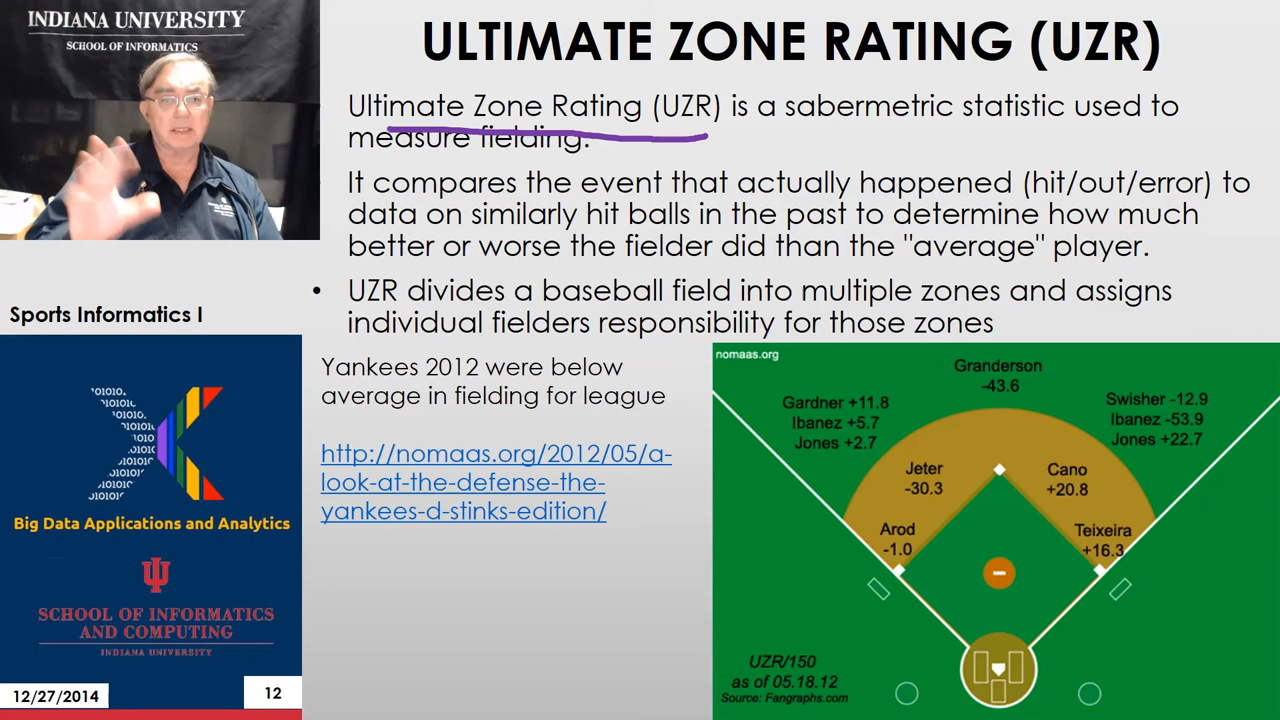 INDIANA UNIVERSITY
SCHOOL OF INFORMATICS
ULTIMATE ZONE RATING (UZR)
Ultimate Zone Rating (UZR) is a sabermetric statistic used to
measure fielding.
It compares the event that actually happened (hit/out/error) to
data on similarly hit balls in the past to determine how much
better or worse the fielder did than the "average" player.
• UZR divides a baseball field into multiple zones and assigns
individual fielders responsibility for those zones
Sports Informatics I
Big Data Applications and Analytics
SCHOOL OF INFORMATICS
AND COMPUTING
INDIANA UNIVERSITY
12/27/2014
12
Yankees 2012 were below
average in fielding for league
http://nomaas.org/2012/05/a-
look-at-the-defense-the-
yankees-d-stinks-edition/
nomaas.org
Granderson
-43.6
Gardner +11.8
Ibanez +5.7
Jones +2.7
Swisher -12.9
Ibanez -53.9
Jones +22.7
Jeter
-30.3
Cano
+20.8
Arod
-1.0
Teixeira
+16.3
UZR/150
as of 05.18.12
Source: Fangraphs.com